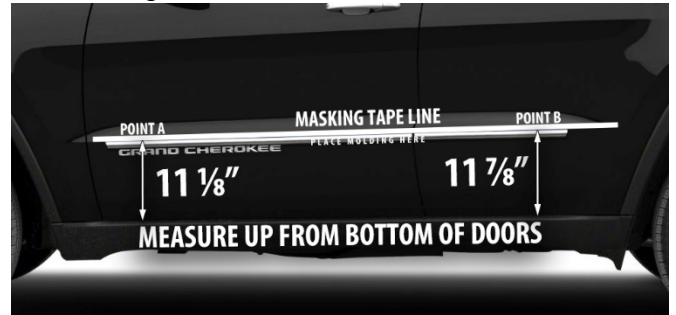 MASKING TAPE LINE
POINT A
POINT B
PLACE MOLDING HERE
GRAND CHEROKEE
11 ⅛"
11 ⅞"
MEASURE UP FROM BOTTOM OF DOORS